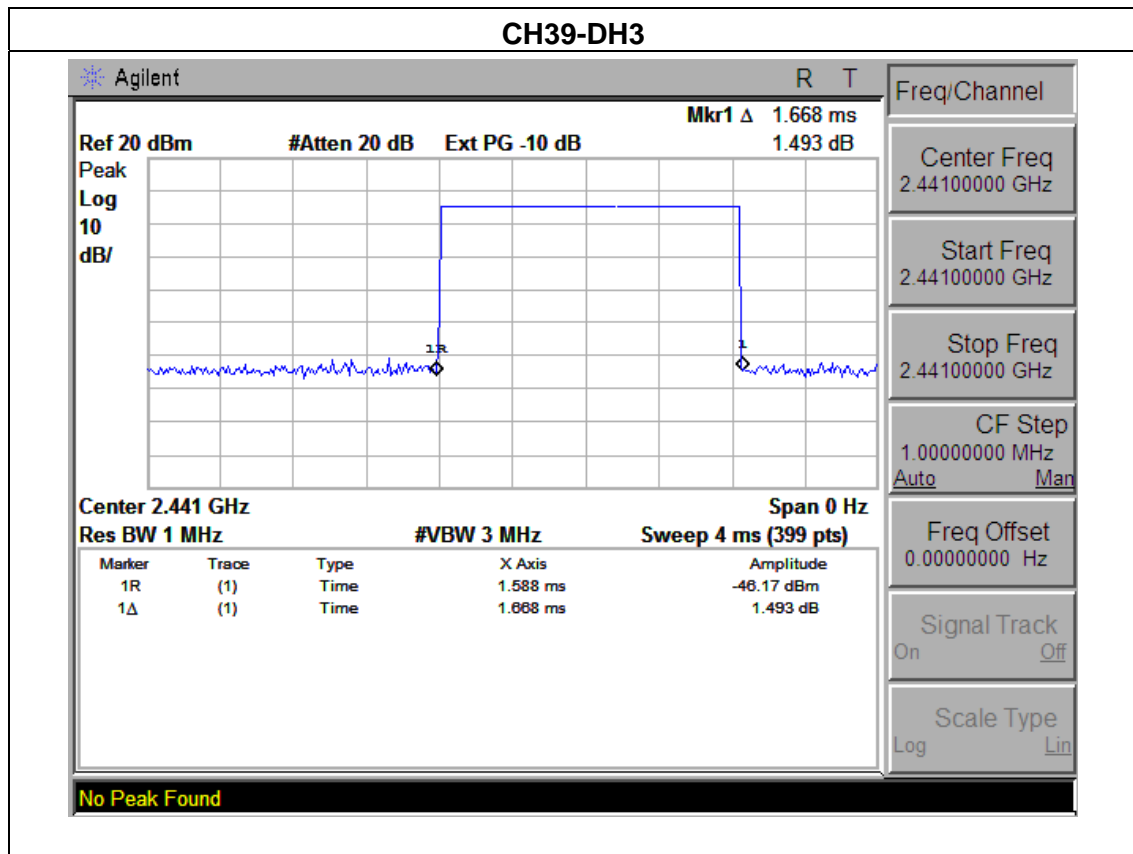 CH39-DH3
Agilent R T
Mkr1 Δ 1.668 ms
Ref 20 dBm #Atten 20 dB Ext PG -10 dB 1.493 dB
Peak
Log
10
dB/
1R
1
Center 2.441 GHz Span 0 Hz
Res BW 1 MHz #VBW 3 MHz Sweep 4 ms (399 pts)
Marker Trace Type X Axis Amplitude
1R (1) Time 1.588 ms -46.17 dBm
1Δ (1) Time 1.668 ms 1.493 dB
No Peak Found
Freq/Channel
Center Freq
2.44100000 GHz
Start Freq
2.44100000 GHz
Stop Freq
2.44100000 GHz
CF Step
1.00000000 MHz
Auto Man
Freq Offset
0.00000000 Hz
Signal Track
On Off
Scale Type
Log Lin